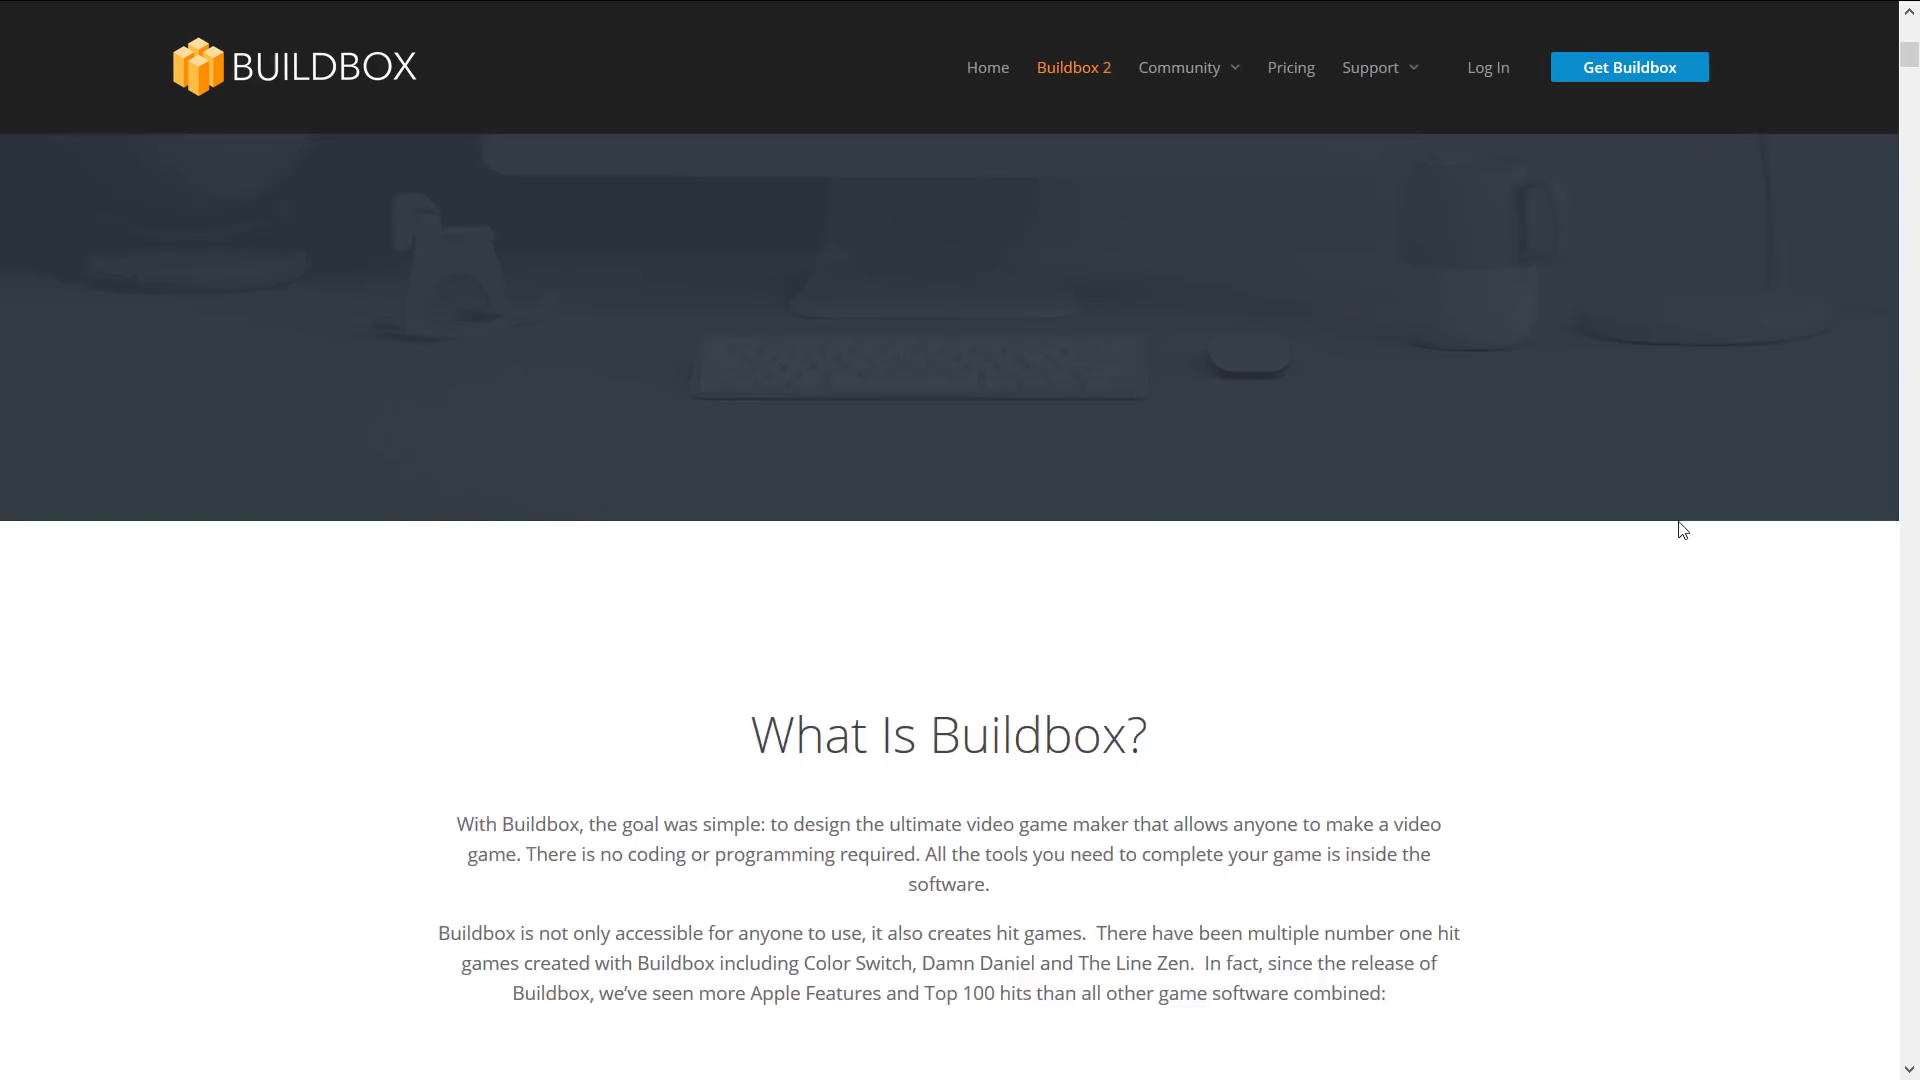 BUILDBOX
Home Buildbox 2 Community Pricing Support Log In Get Buildbox
What Is Buildbox?
With Buildbox, the goal was simple: to design the ultimate video game maker that allows anyone to make a video
game. There is no coding or programming required. All the tools you need to complete your game is inside the
software.
Buildbox is not only accessible for anyone to use, it also creates hit games.  There have been multiple number one hit
games created with Buildbox including Color Switch, Damn Daniel and The Line Zen.  In fact, since the release of
Buildbox, we’ve seen more Apple Features and Top 100 hits than all other game software combined: